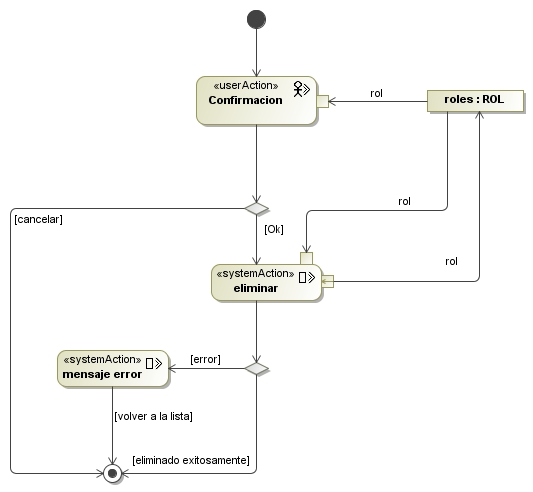 «userAction»
Confirmacion
rol
roles : ROL
rol
[cancelar]
[Ok]
«systemAction»
eliminar
rol
[error]
«systemAction»
mensaje error
[volver a la lista]
[eliminado exitosamente]